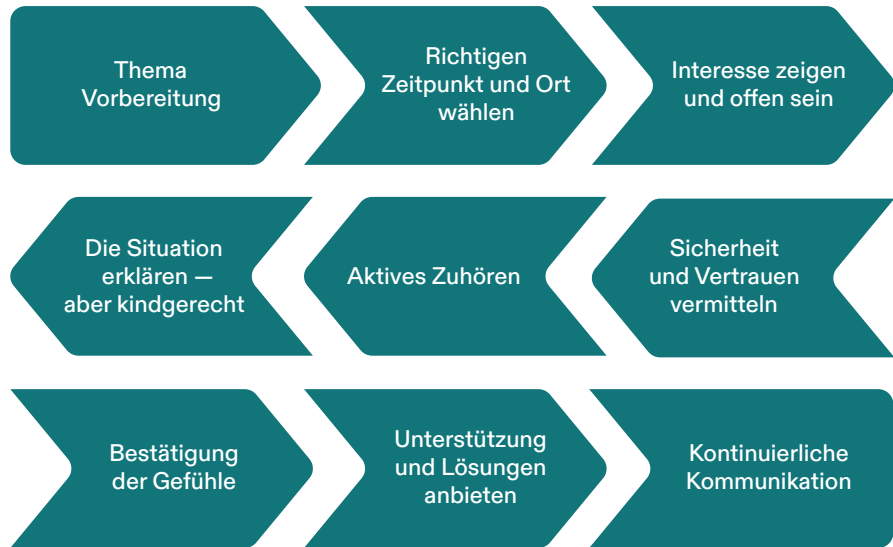 Thema
Vorbereitung
Richtigen
Zeitpunkt und Ort
wählen
Interesse zeigen
und offen sein
Sicherheit
und Vertrauen
vermitteln
Aktives Zuhören
Die Situation
erklären —
aber kindgerecht
Bestätigung
der Gefühle
Unterstützung
und Lösungen
anbieten
Kontinuierliche
Kommunikation